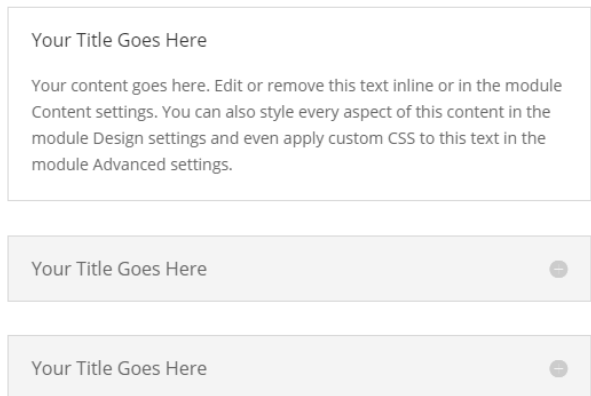 Your Title Goes Here
Your content goes here. Edit or remove this text inline or in the module
Content settings. You can also style every aspect of this content in the
module Design settings and even apply custom CSS to this text in the
module Advanced settings.
Your Title Goes Here
Your Title Goes Here